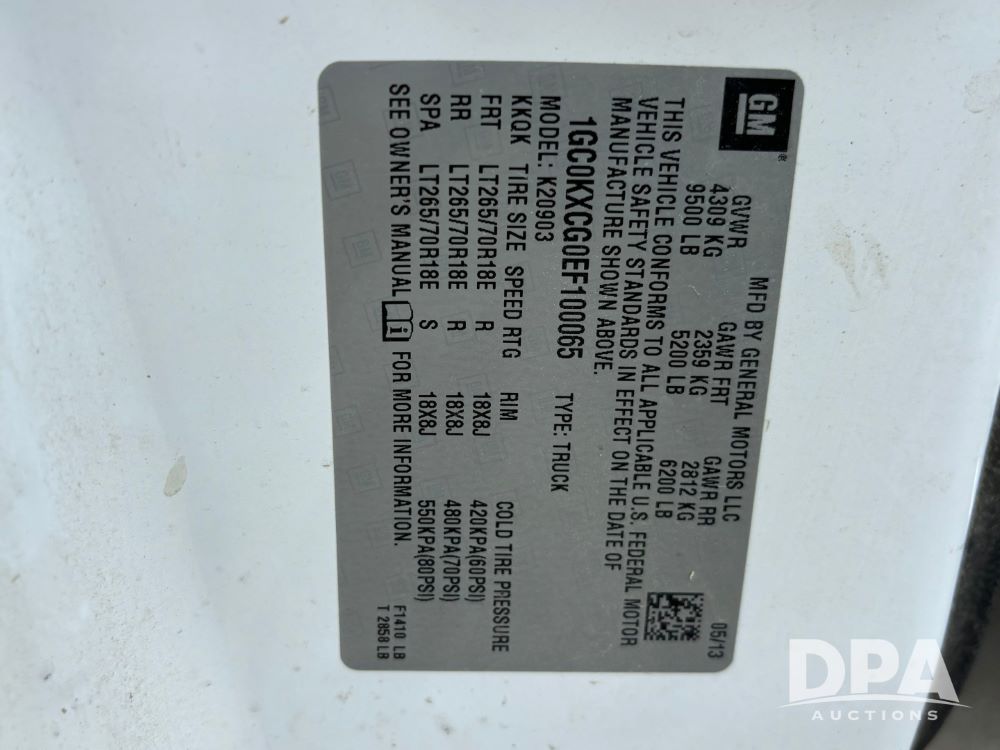 GM
®
MFD BY GENERAL MOTORS LLC 05/13
GVWR GAWR FRT GAWR RR
4309 KG 2359 KG 2812 KG
9500 LB 5200 LB 6200 LB
THIS VEHICLE CONFORMS TO ALL APPLICABLE U.S. FEDERAL MOTOR
VEHICLE SAFETY STANDARDS IN EFFECT ON THE DATE OF
MANUFACTURE SHOWN ABOVE.
1GC0KXCG0EF100065 TYPE: TRUCK
MODEL: K20903
KKQK TIRE SIZE SPEED RTG RIM COLD TIRE PRESSURE
FRT LT265/70R18E R 18X8J 420KPA(60PSI)
RR LT265/70R18E R 18X8J 480KPA(70PSI)
SPA LT265/70R18E S 18X8J 550KPA(80PSI)
SEE OWNER'S MANUAL i FOR MORE INFORMATION.
F1410 LB
T 2858 LB
DPA
AUCTIONS